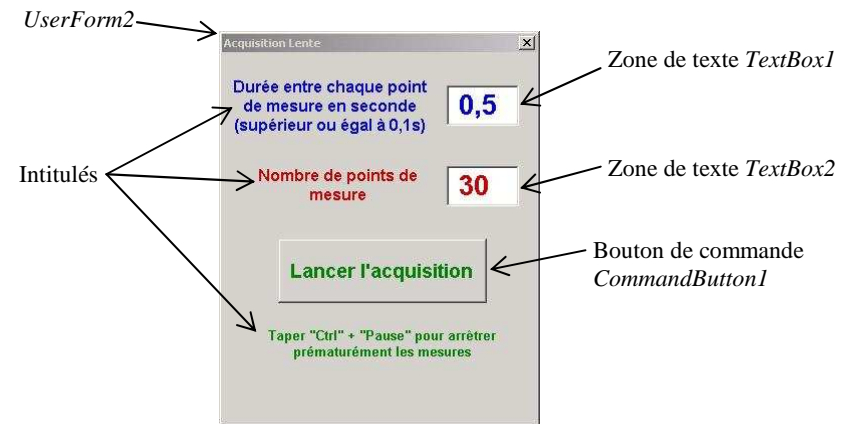 UserForm2
Acquisition Lente
Zone de texte TextBox1
Durée entre chaque point
de mesure en seconde
(supérieur ou égal à 0,1s)
0,5
Intitulés
Nombre de points de
mesure
30
Zone de texte TextBox2
Lancer l'acquisition
Bouton de commande
CommandButton1
Taper "Ctrl" + "Pause" pour arrètrer
prématurément les mesures